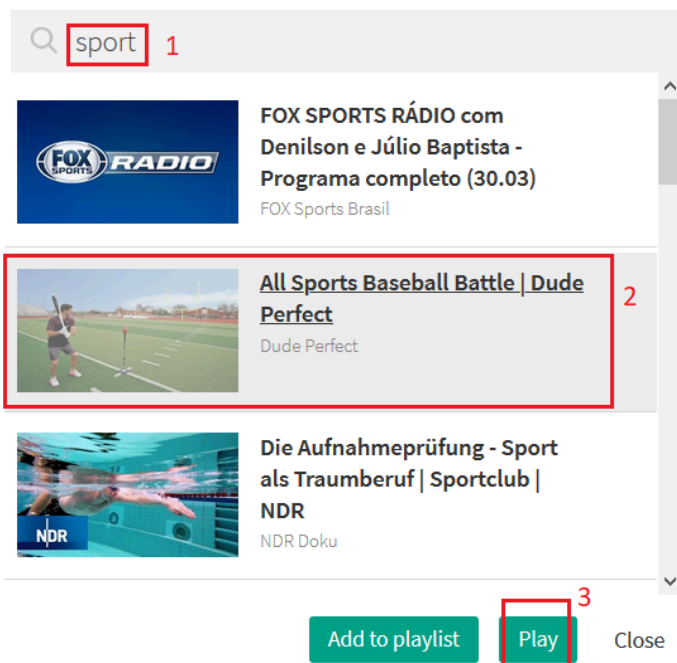 sport 1
FOX SPORTS RADIO
FOX SPORTS RÁDIO com
Denilson e Júlio Baptista -
Programa completo (30.03)
FOX Sports Brasil
All Sports Baseball Battle | Dude
Perfect
Dude Perfect
2
Die Aufnahmeprüfung - Sport
als Traumberuf | Sportclub |
NDR
NDR Doku
NDR
3
Add to playlist Play Close